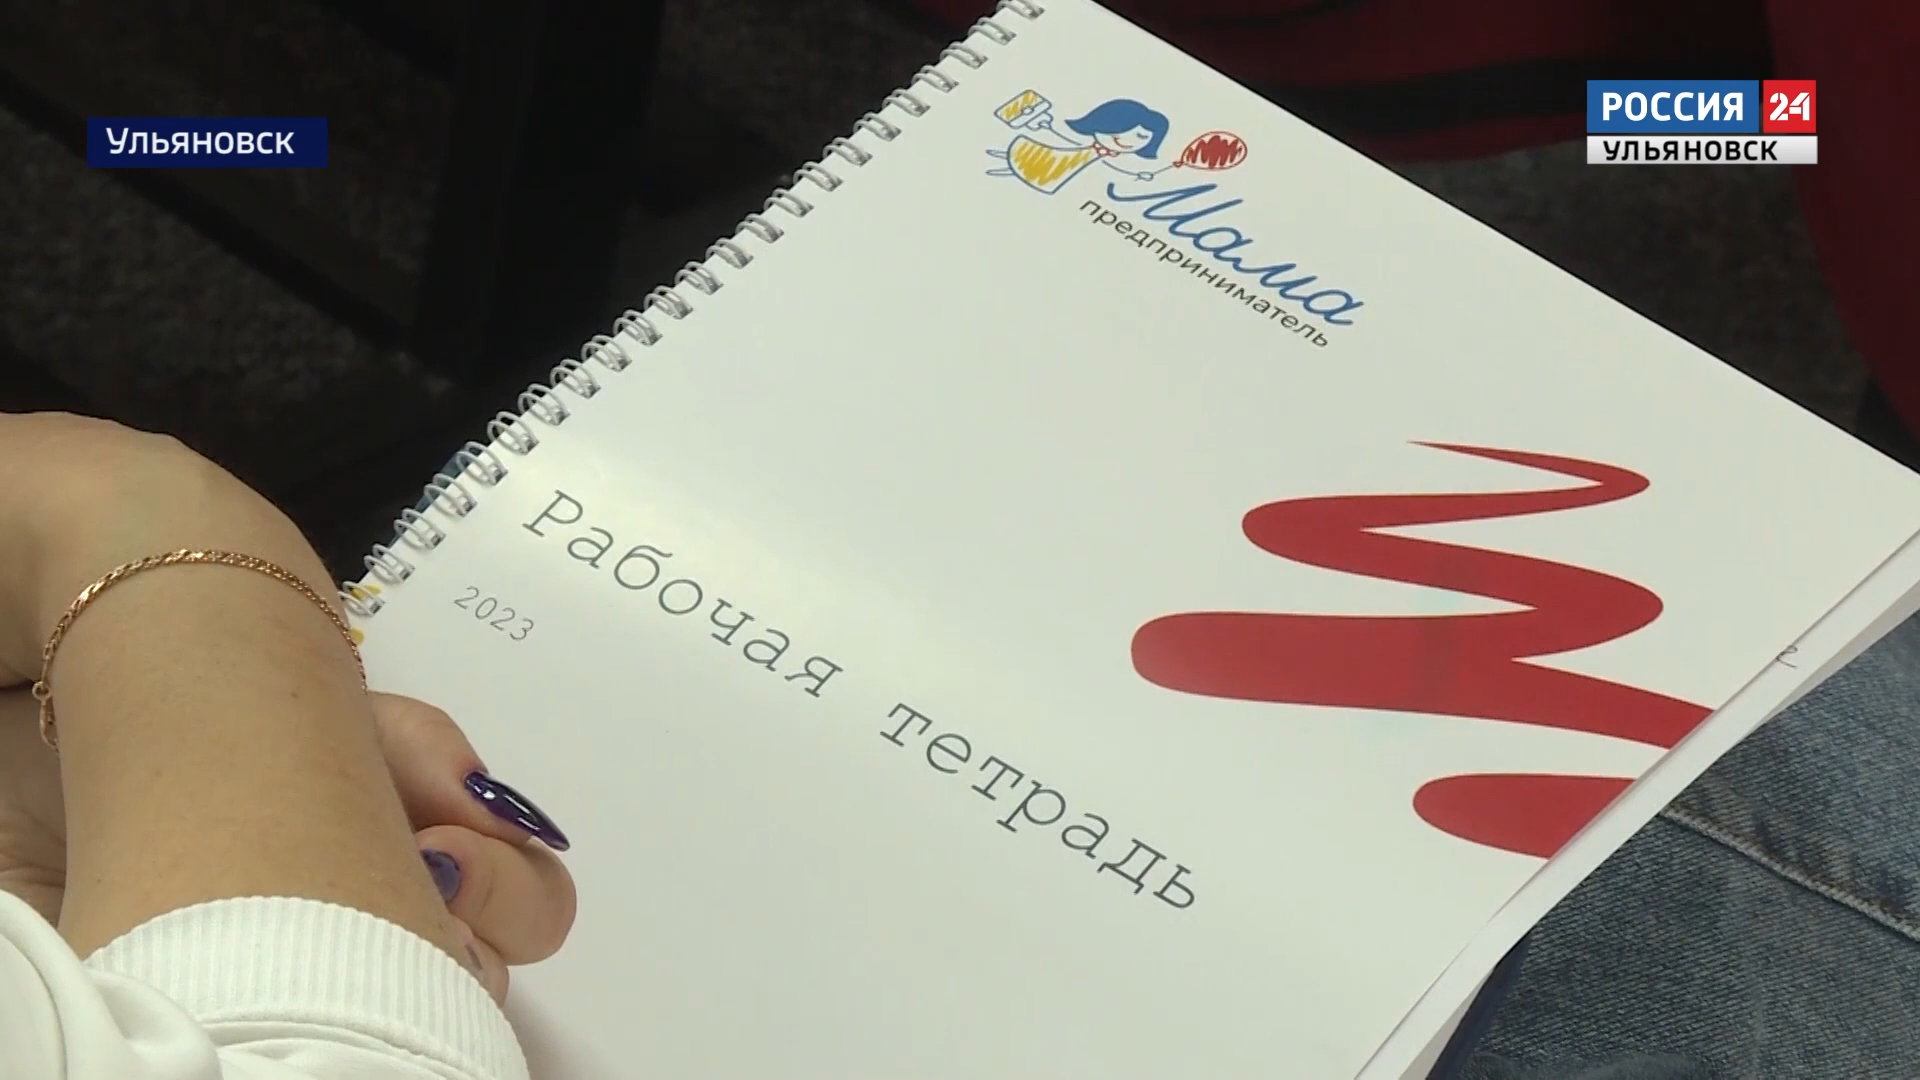 Ульяновск
РОССИЯ 24
УЛЬЯНОВСК
Мама
предприниматель
Рабочая тетрадь
2023